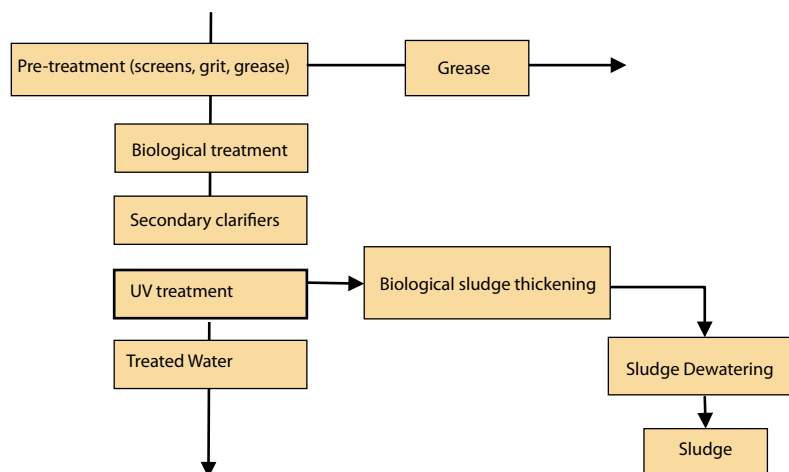 Pre-treatment (screens, grit, grease)
Grease
Biological treatment
Secondary clarifiers
UV treatment
Biological sludge thickening
Treated Water
Sludge Dewatering
Sludge